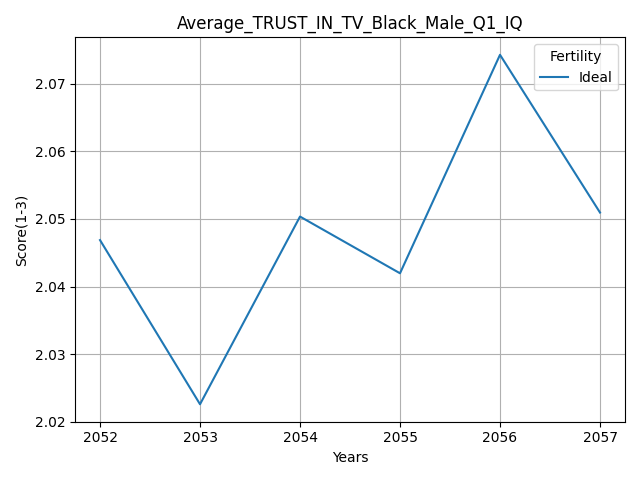 Average_TRUST_IN_TV_Black_Male_Q1_IQ
Fertility
Ideal
Score(1-3)
2.07
2.06
2.05
2.04
2.03
2.02
2052 2053 2054 2055 2056 2057
Years